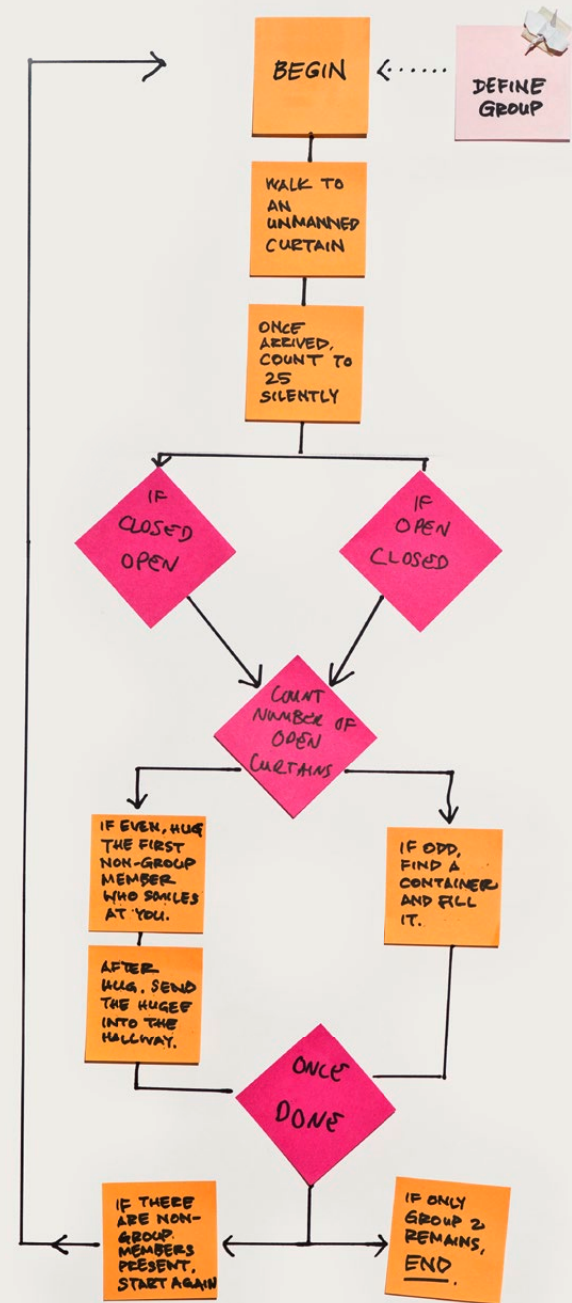 BEGIN
DEFINE
GROUP
WALK TO
AN
UNMANNED
CURTAIN
ONCE
ARRIVED,
COUNT TO
25
SILENTLY
IF
CLOSED
OPEN
IF
OPEN
CLOSED
COUNT
NUMBER OF
OPEN
CURTAINS
IF EVEN, HUG
THE FIRST
NON-GROUP
MEMBER
WHO SMILES
AT YOU.
AFTER
HUG, SEND
THE HUGEE
INTO THE
HALLWAY.
IF ODD,
FIND A
CONTAINER
AND FILL
IT.
ONCE
DONE
IF THERE
ARE NON-
GROUP
MEMBERS
PRESENT,
START AGAIN
IF ONLY
GROUP 2
REMAINS,
END.